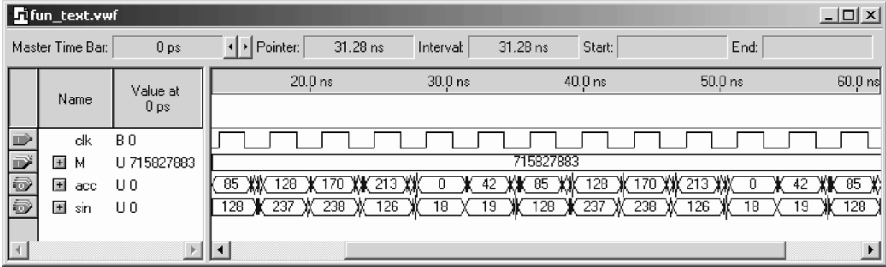 fun_text.vwf
Master Time Bar: 0 ps Pointer: 31.28 ns Interval: 31.28 ns Start: End:
Name Value at 0 ps 20.0 ns 30.0 ns 40.0 ns 50.0 ns 60.0 ns
clk B 0
M U 715827883 715827883
acc U 0 85 128 170 213 0 42 85 128 170 213 0 42 85
sin U 0 128 237 238 126 18 19 128 237 238 126 18 19 128